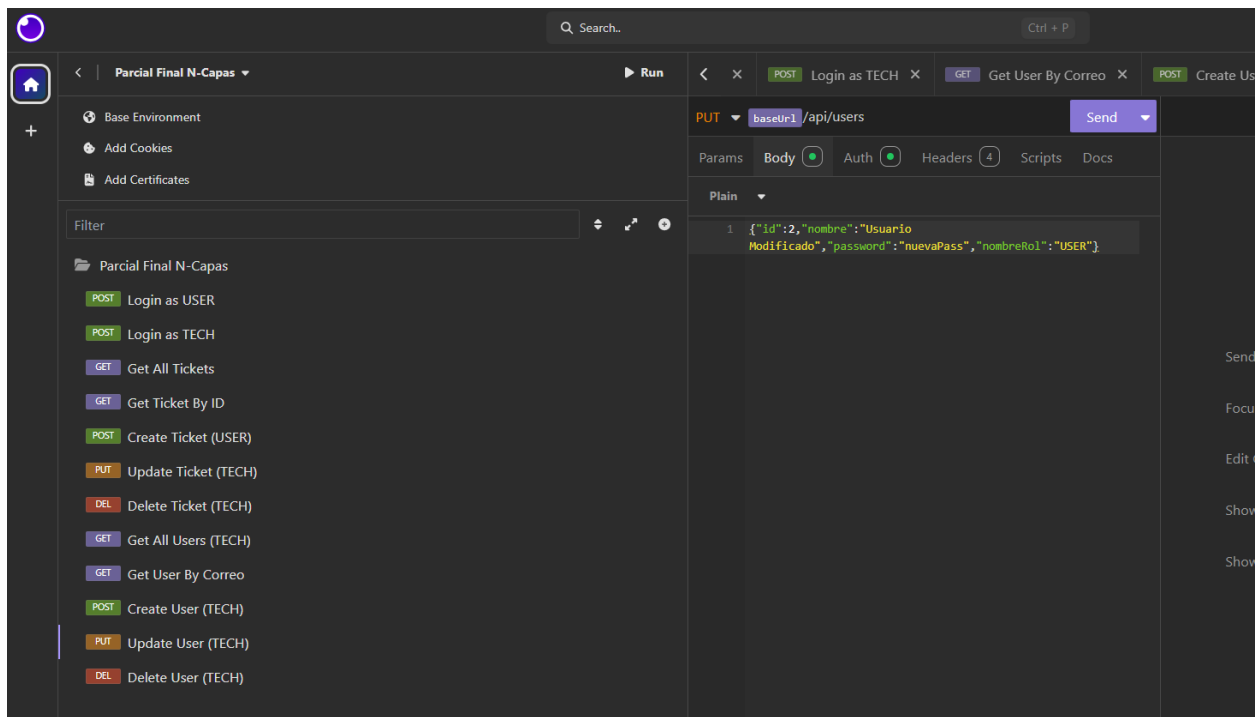 Search..
Ctrl + P
Parcial Final N-Capas
Run
Base Environment
Add Cookies
Add Certificates
Filter
Parcial Final N-Capas
POST Login as USER
POST Login as TECH
GET Get All Tickets
GET Get Ticket By ID
POST Create Ticket (USER)
PUT Update Ticket (TECH)
DEL Delete Ticket (TECH)
GET Get All Users (TECH)
GET Get User By Correo
POST Create User (TECH)
PUT Update User (TECH)
DEL Delete User (TECH)
POST Login as TECH
GET Get User By Correo
POST Create Us
PUT baseUrl /api/users
Send
Params Body Auth Headers 4 Scripts Docs
Plain
1 {"id":2,"nombre":"Usuario
Modificado","password":"nuevaPass","nombreRol":"USER"}
Send
Focu
Edit
Show
Show